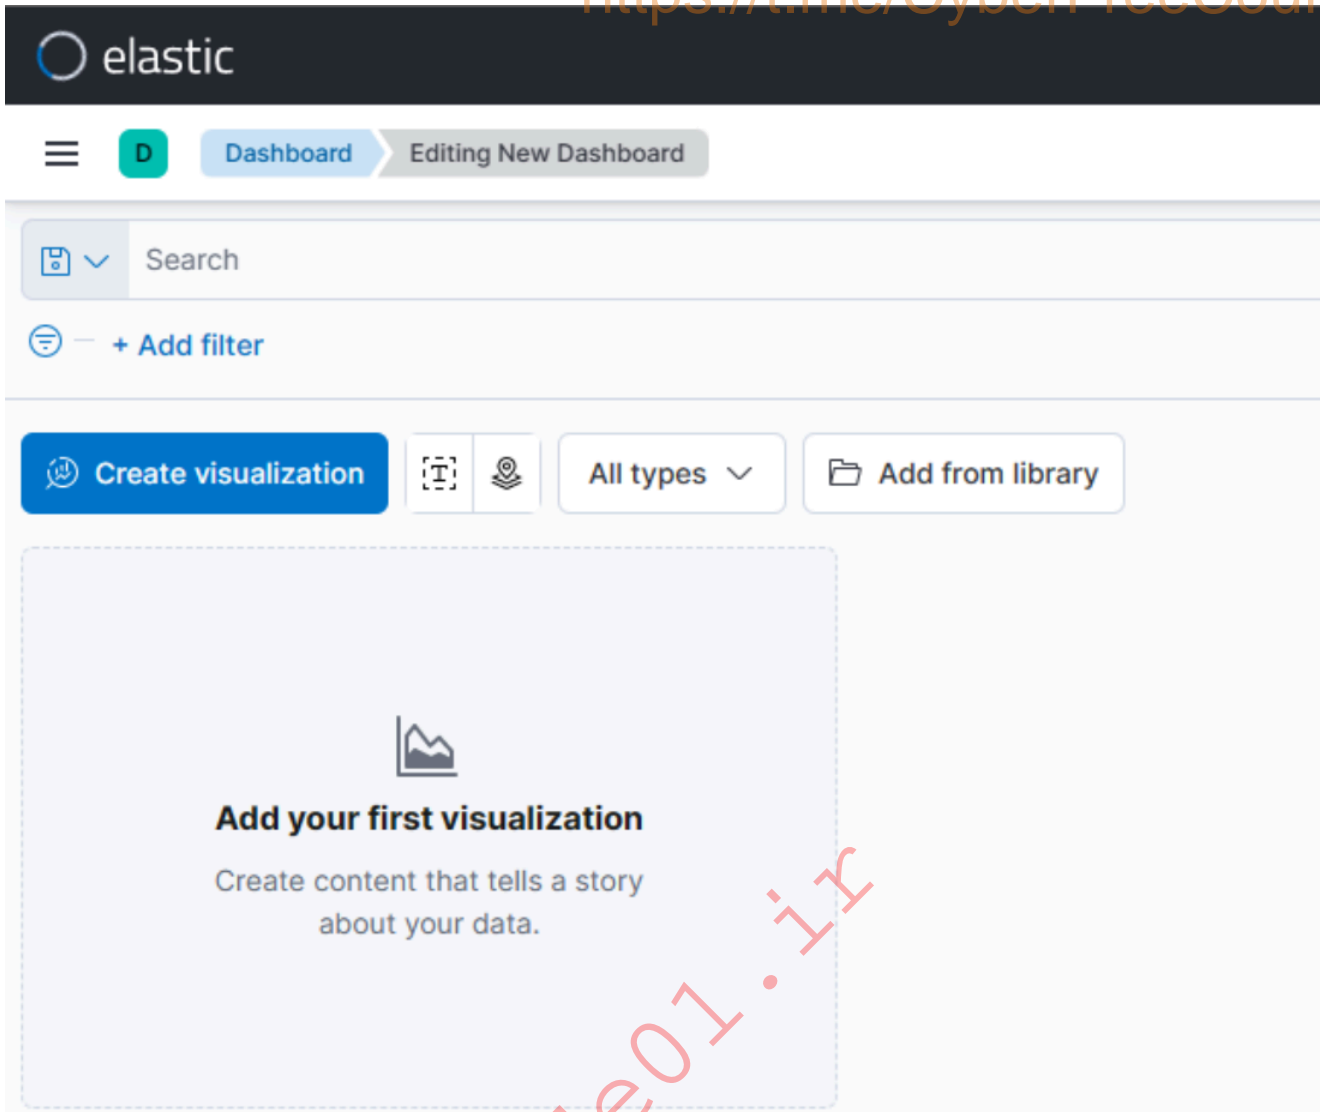 elastic
D Dashboard Editing New Dashboard
Search
+ Add filter
Create visualization T All types Add from library
Add your first visualization
Create content that tells a story
about your data.